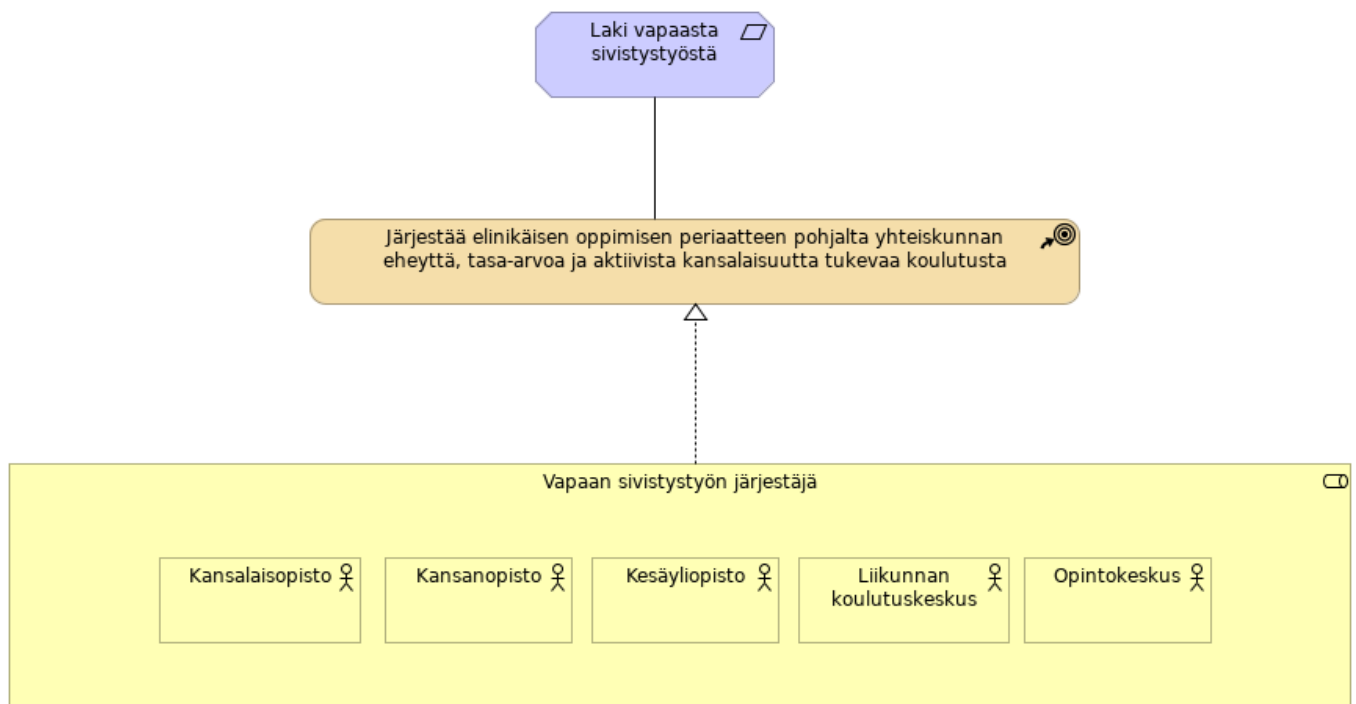 Laki vapaasta
sivistystyöstä
Järjestää elinikäisen oppimisen periaatteen pohjalta yhteiskunnan
eheyttä, tasa-arvoa ja aktiivista kansalaisuutta tukevaa koulutusta
Vapaan sivistystyön järjestäjä
Kansalaisopisto
Kansanopisto
Kesäyliopisto
Liikunnan
koulutuskeskus
Opintokeskus